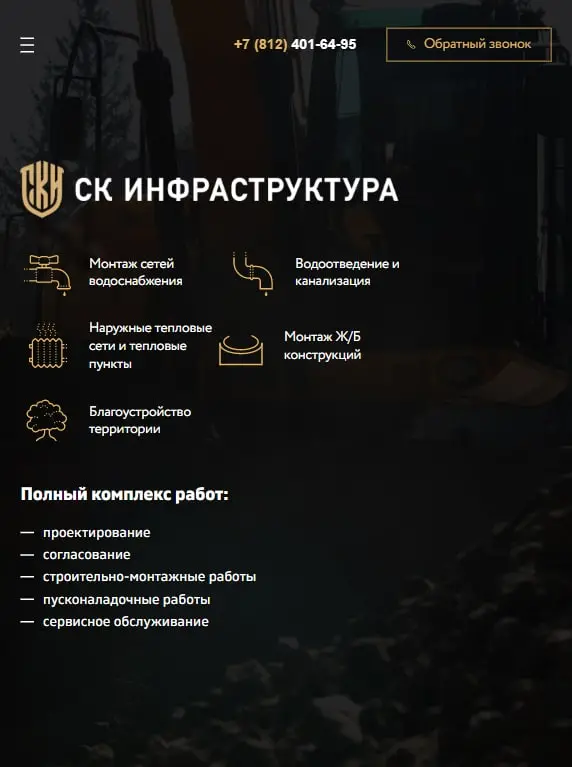 +7 (812) 401-64-95
Обратный звонок
СКИ
СК ИНФРАСТРУКТУРА
Монтаж сетей
водоснабжения
Водоотведение и
канализация
Наружные тепловые
сети и тепловые
пункты
Монтаж Ж/Б
конструкций
Благоустройство
территории
Полный комплекс работ:
— проектирование
— согласование
— строительно-монтажные работы
— пусконаладочные работы
— сервисное обслуживание